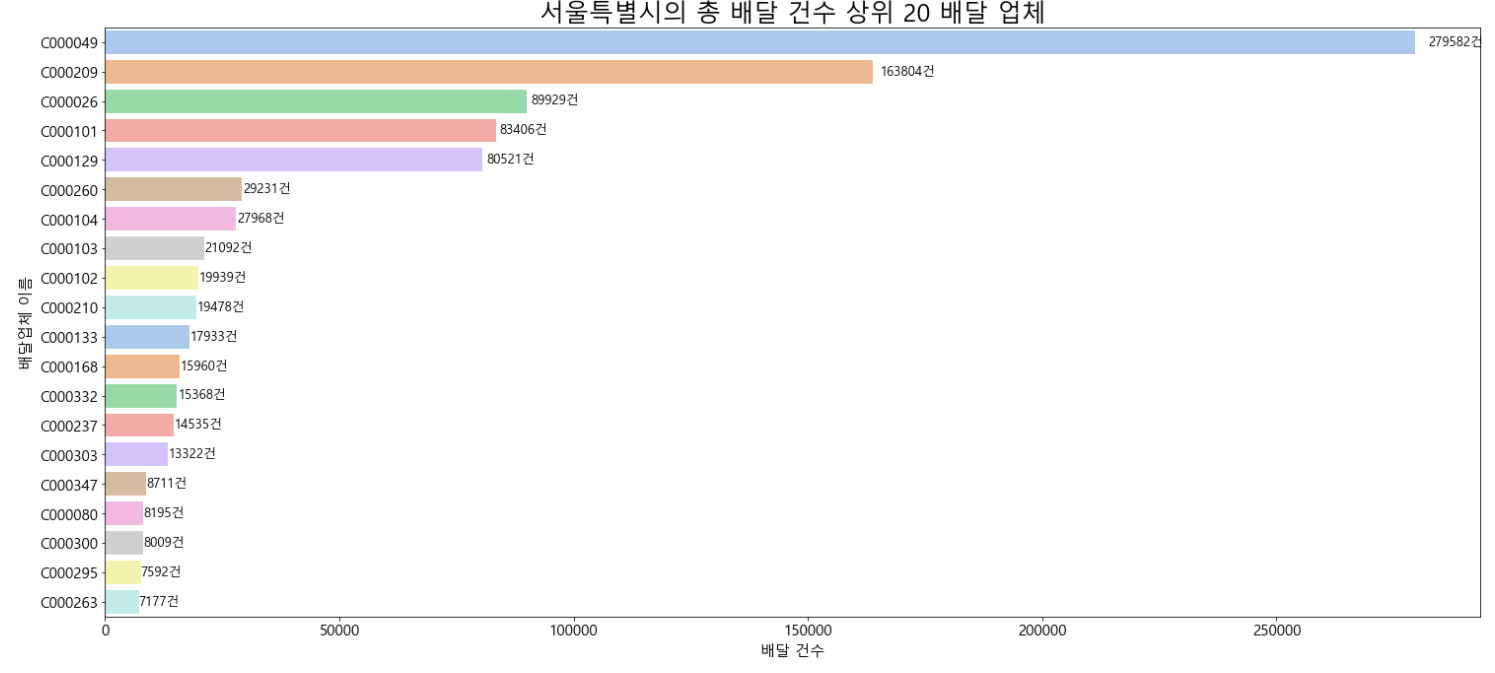 서울특별시의 총 배달 건수 상위 20 배달 업체
배달업체 이름
C000049 279582건
C000209 163804건
C000026 89929건
C000101 83406건
C000129 80521건
C000260 29231건
C000104 27968건
C000103 21092건
C000102 19939건
C000210 19478건
C000133 17933건
C000168 15960건
C000332 15368건
C000237 14535건
C000303 13322건
C000347 8711건
C000080 8195건
C000300 8009건
C000295 7592건
C000263 7177건
0 50000 100000 150000 200000 250000
배달 건수